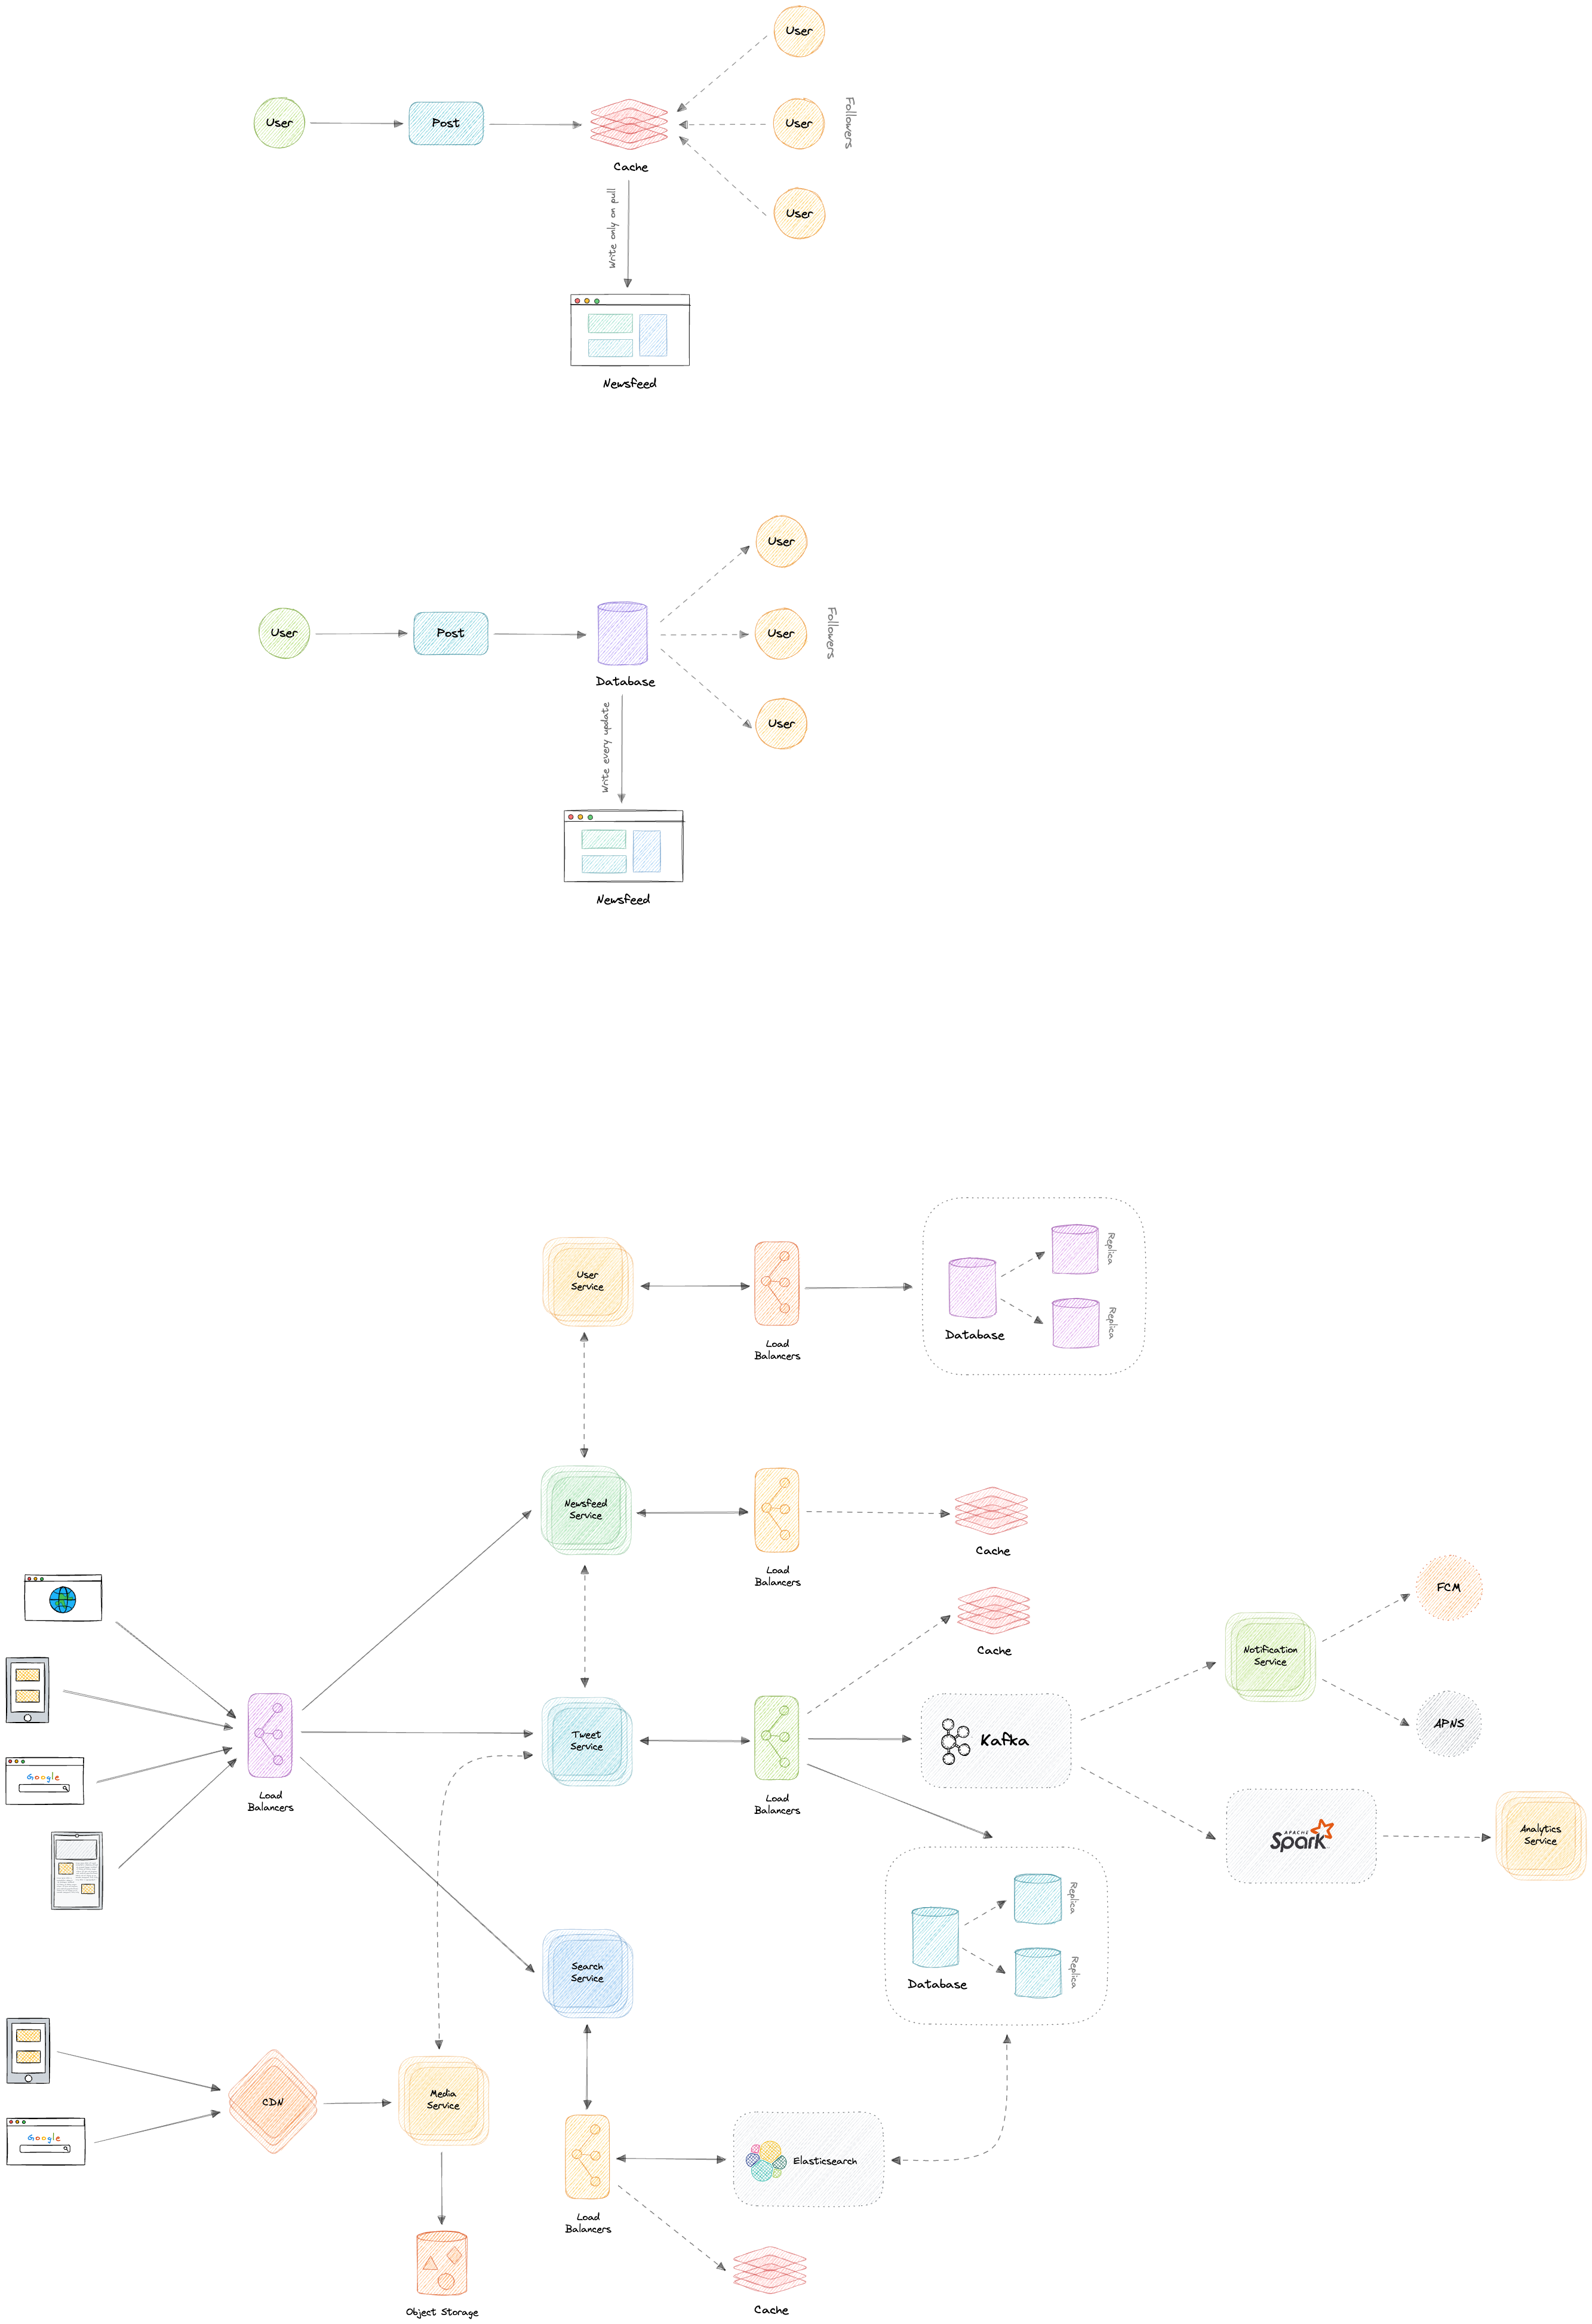 User
User
Post
User
Followers
Cache
User
Write only on pull
Newsfeed
User
User
Post
User
Followers
Database
User
Write every update
Newsfeed
User
Service
Load
Balancers
Database
Replica
Replica
Newsfeed
Service
Load
Balancers
Cache
Cache
FCM
Notification
Service
APNS
Load
Balancers
Google
Tweet
Service
Load
Balancers
Kafka
APACHE
Spark
Analytics
Service
Database
Replica
Replica
Search
Service
CDN
Google
Media
Service
Load
Balancers
Elasticsearch
Object Storage
Cache